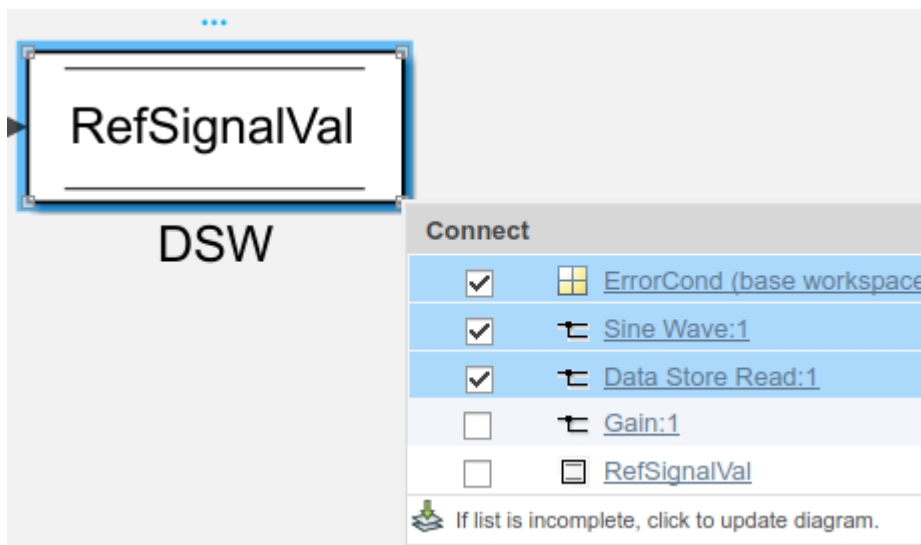 RefSignalVal
DSW
Connect
ErrorCond (base workspace
Sine Wave:1
Data Store Read:1
Gain:1
RefSignalVal
If list is incomplete, click to update diagram.